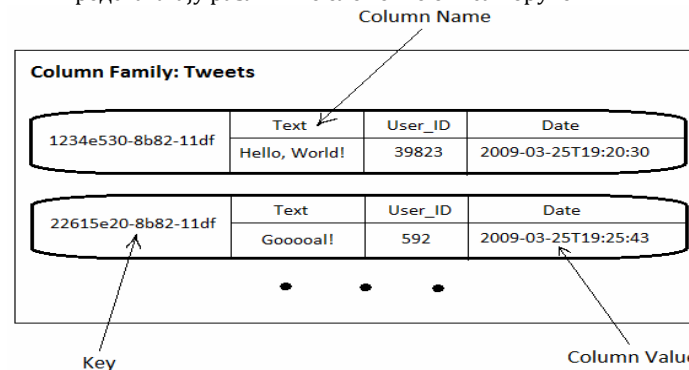 Column Name
Column Family: Tweets
Text User_ID Date
1234e530-8b82-11df
Hello, World! 39823 2009-03-25T19:20:30
Text User_ID Date
22615e20-8b82-11df
Gooooal! 592 2009-03-25T19:25:43
Key
Column Value